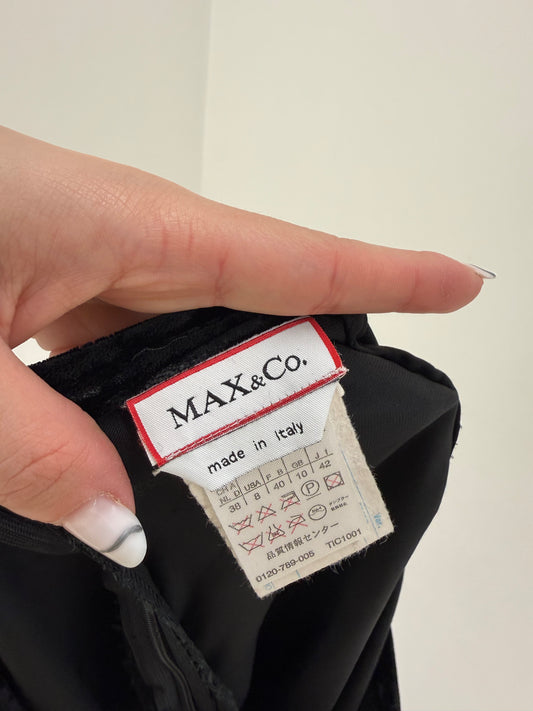 MAX&Co.
made in Italy
CH A USA F B GB J I
NL D
38 8 40 10 42
P
品質情報センター
0120-789-005 TIC1001